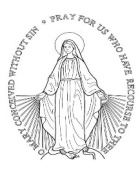 O MARY CONCEIVED WITHOUT SIN • PRAY FOR US WHO HAVE RECOURSE TO THEE